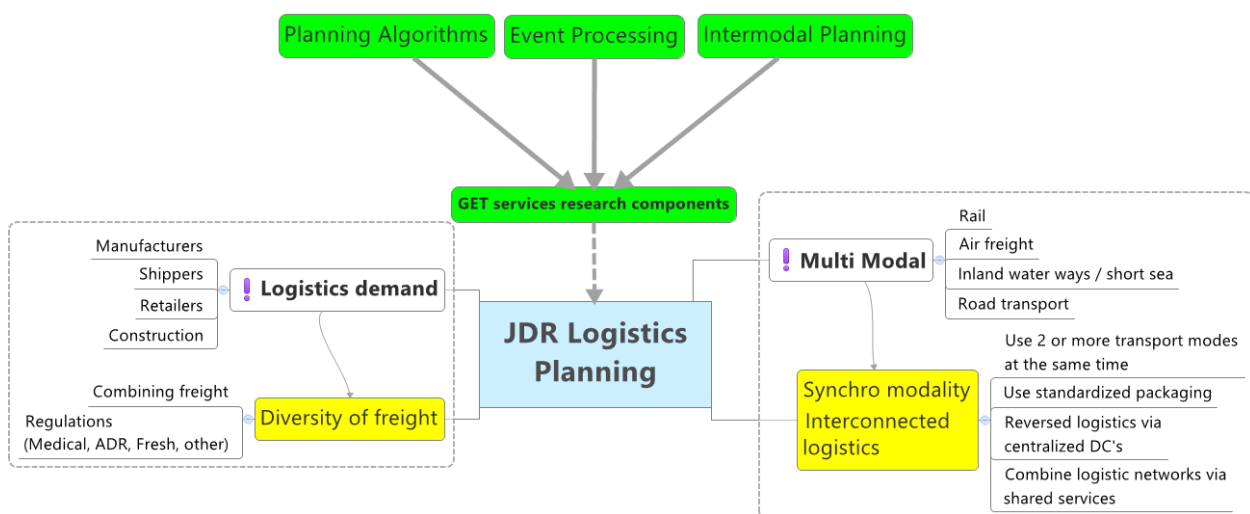 Planning Algorithms
Event Processing
Intermodal Planning
GET services research components
Manufacturers
Shippers
Retailers
Construction
Logistics demand
Combining freight
Regulations
(Medical, ADR, Fresh, other)
Diversity of freight
JDR Logistics
Planning
Multi Modal
Rail
Air freight
Inland water ways / short sea
Road transport
Synchro modality
Interconnected
logistics
Use 2 or more transport modes
at the same time
Use standardized packaging
Reversed logistics via
centralized DC's
Combine logistic networks via
shared services